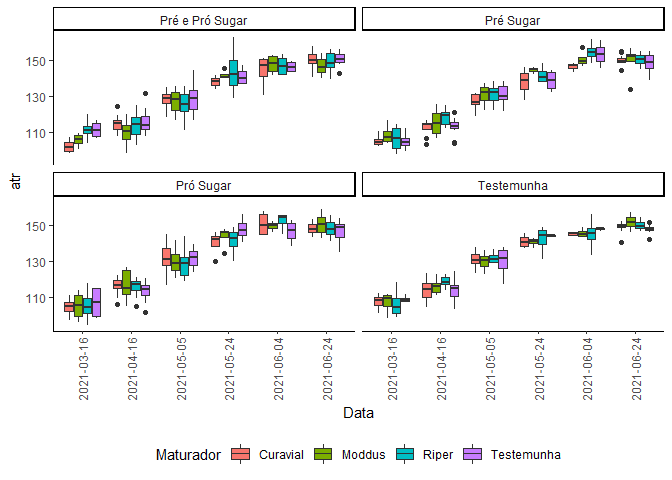 Pré e Pró Sugar
Pré Sugar
150
130
110
atr
Pró Sugar
Testemunha
150
130
110
2021-03-16
2021-04-16
2021-05-05
2021-05-24
2021-06-04
2021-06-24
2021-03-16
2021-04-16
2021-05-05
2021-05-24
2021-06-04
2021-06-24
Data
Maturador Curavial Moddus Riper Testemunha